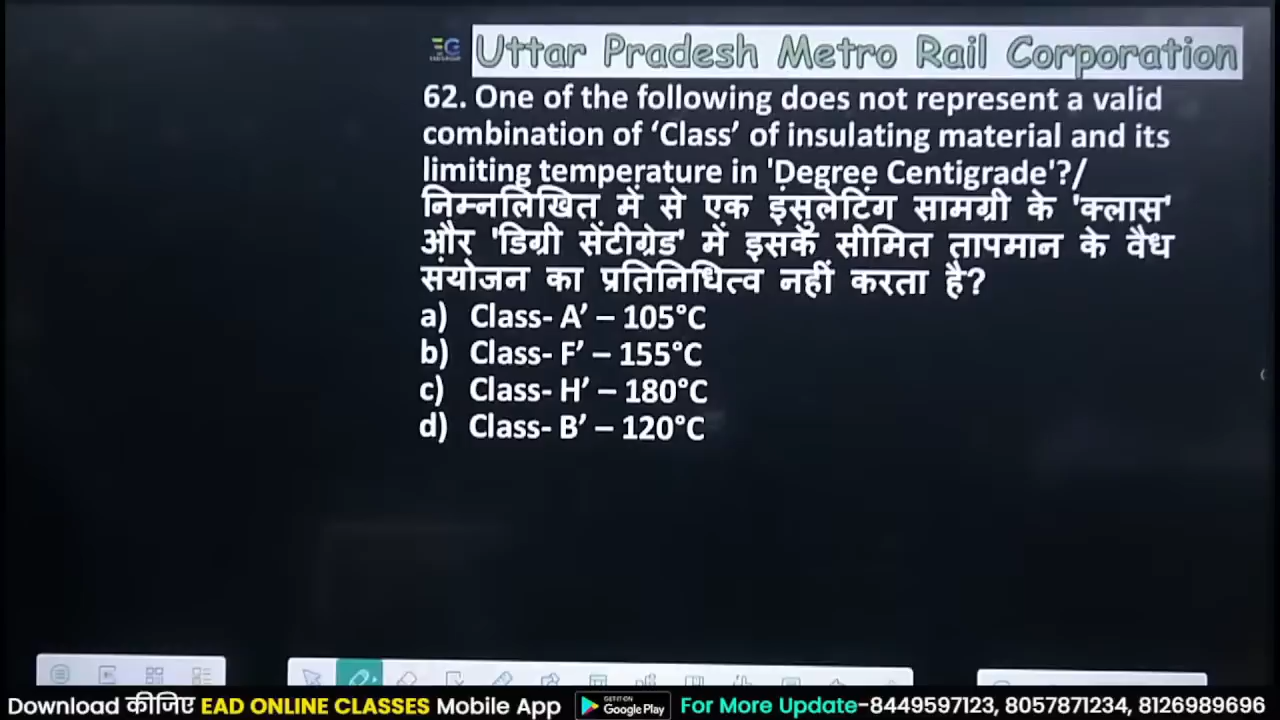 Uttar Pradesh Metro Rail Corporation
62. One of the following does not represent a valid
combination of ‘Class’ of insulating material and its
limiting temperature in 'Degree Centigrade'?/
निम्नलिखित में से एक इंसुलेटिंग सामग्री के 'क्लास'
और 'डिग्री सेंटीग्रेड' में इसके सीमित तापमान के वैध
संयोजन का प्रतिनिधित्व नहीं करता है?
a) Class- A’ – 105°C
b) Class- F’ – 155°C
c) Class- H’ – 180°C
d) Class- B’ – 120°C
Download कीजिए EAD ONLINE CLASSES Mobile App GET IT ON Google Play For More Update-8449597123, 8057871234, 8126989696